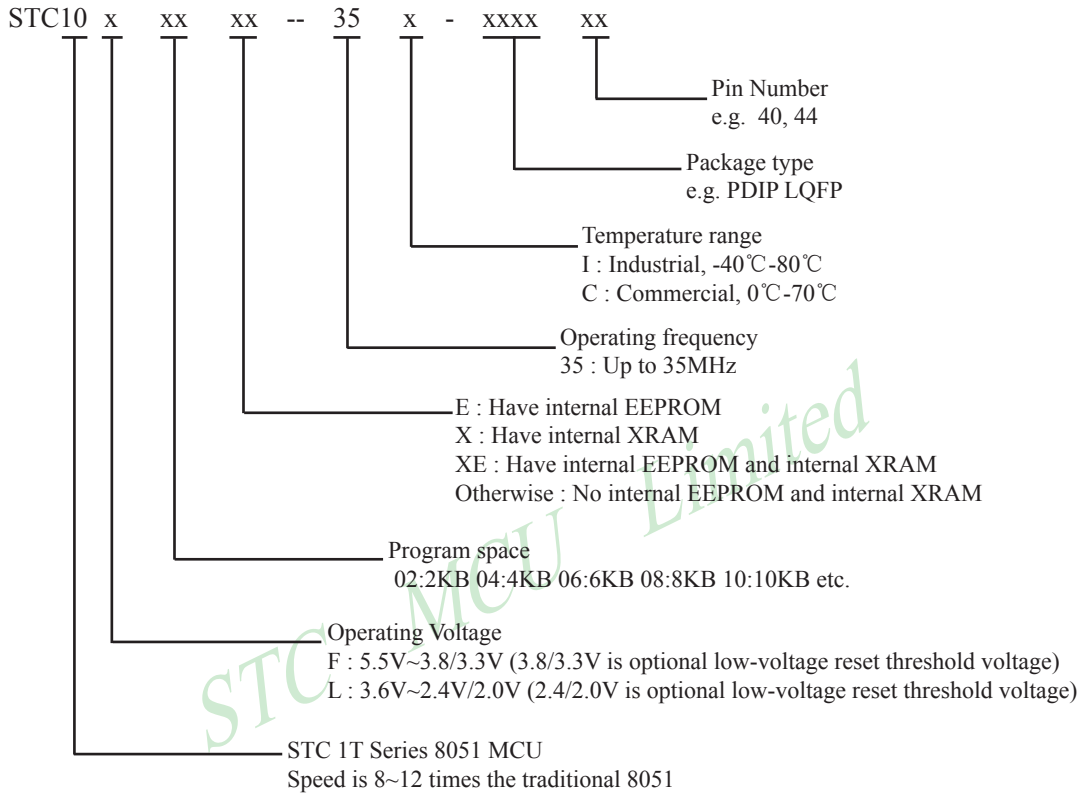 STC10 x xx xx -- 35 x - xxxx xx
Pin Number
e.g. 40, 44
Package type
e.g. PDIP LQFP
Temperature range
I : Industrial, -40℃-80℃
C : Commercial, 0℃-70℃
Operating frequency
35 : Up to 35MHz
E : Have internal EEPROM
X : Have internal XRAM
XE : Have internal EEPROM and internal XRAM
Otherwise : No internal EEPROM and internal XRAM
Program space
02:2KB 04:4KB 06:6KB 08:8KB 10:10KB etc.
Operating Voltage
F : 5.5V~3.8/3.3V (3.8/3.3V is optional low-voltage reset threshold voltage)
L : 3.6V~2.4V/2.0V (2.4/2.0V is optional low-voltage reset threshold voltage)
STC 1T Series 8051 MCU
Speed is 8~12 times the traditional 8051
STC MCU Limited